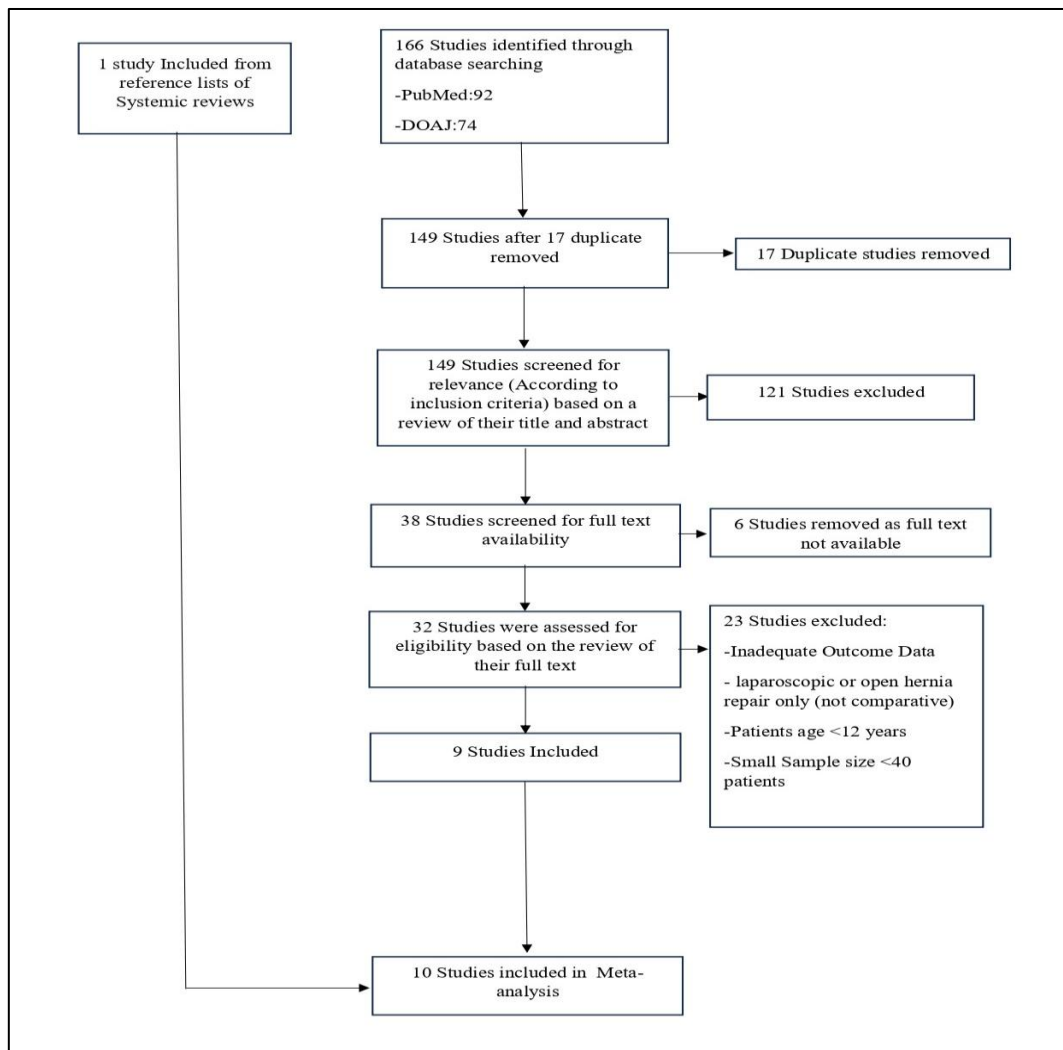 1 study Included from
reference lists of
Systemic reviews
166 Studies identified through
database searching
-PubMed:92
-DOAJ:74
149 Studies after 17 duplicate
removed
17 Duplicate studies removed
149 Studies screened for
relevance (According to
inclusion criteria) based on a
review of their title and abstract
121 Studies excluded
38 Studies screened for full text
availability
6 Studies removed as full text
not available
32 Studies were assessed for
eligibility based on the review of
their full text
23 Studies excluded:
-Inadequate Outcome Data
- laparoscopic or open hernia
repair only (not comparative)
-Patients age <12 years
-Small Sample size <40
patients
9 Studies Included
10 Studies included in Meta-
analysis